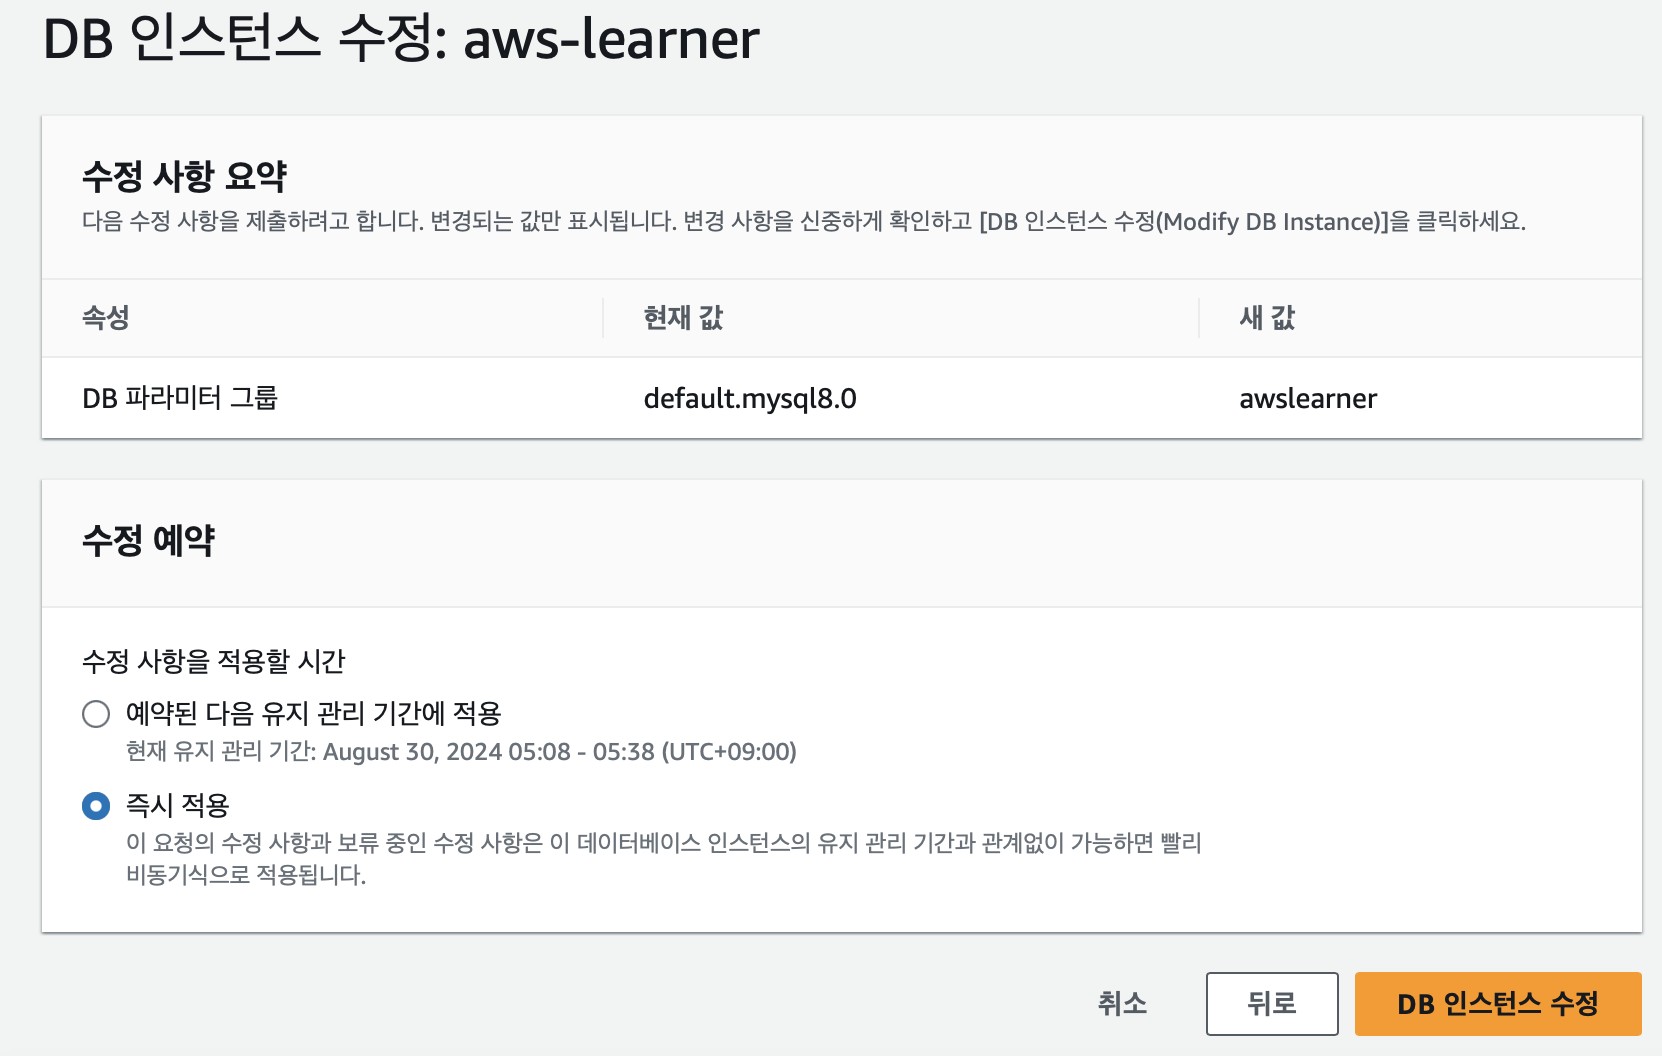 DB 인스턴스 수정: aws-learner
수정 사항 요약
다음 수정 사항을 제출하려고 합니다. 변경되는 값만 표시됩니다. 변경 사항을 신중하게 확인하고 [DB 인스턴스 수정(Modify DB Instance)]을 클릭하세요.
속성 현재 값 새 값
DB 파라미터 그룹 default.mysql8.0 awslearner
수정 예약
수정 사항을 적용할 시간
예약된 다음 유지 관리 기간에 적용
현재 유지 관리 기간: August 30, 2024 05:08 - 05:38 (UTC+09:00)
즉시 적용
이 요청의 수정 사항과 보류 중인 수정 사항은 이 데이터베이스 인스턴스의 유지 관리 기간과 관계없이 가능하면 빨리
비동기식으로 적용됩니다.
취소 뒤로 DB 인스턴스 수정